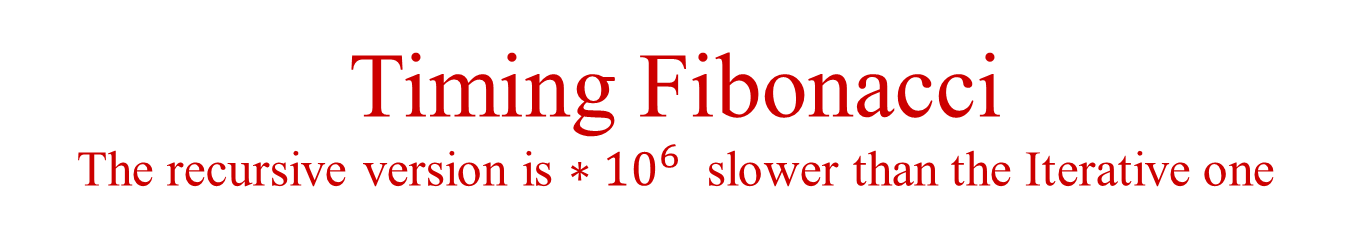 Timing Fibonacci
The recursive version is ∗ 10⁶ slower than the Iterative one